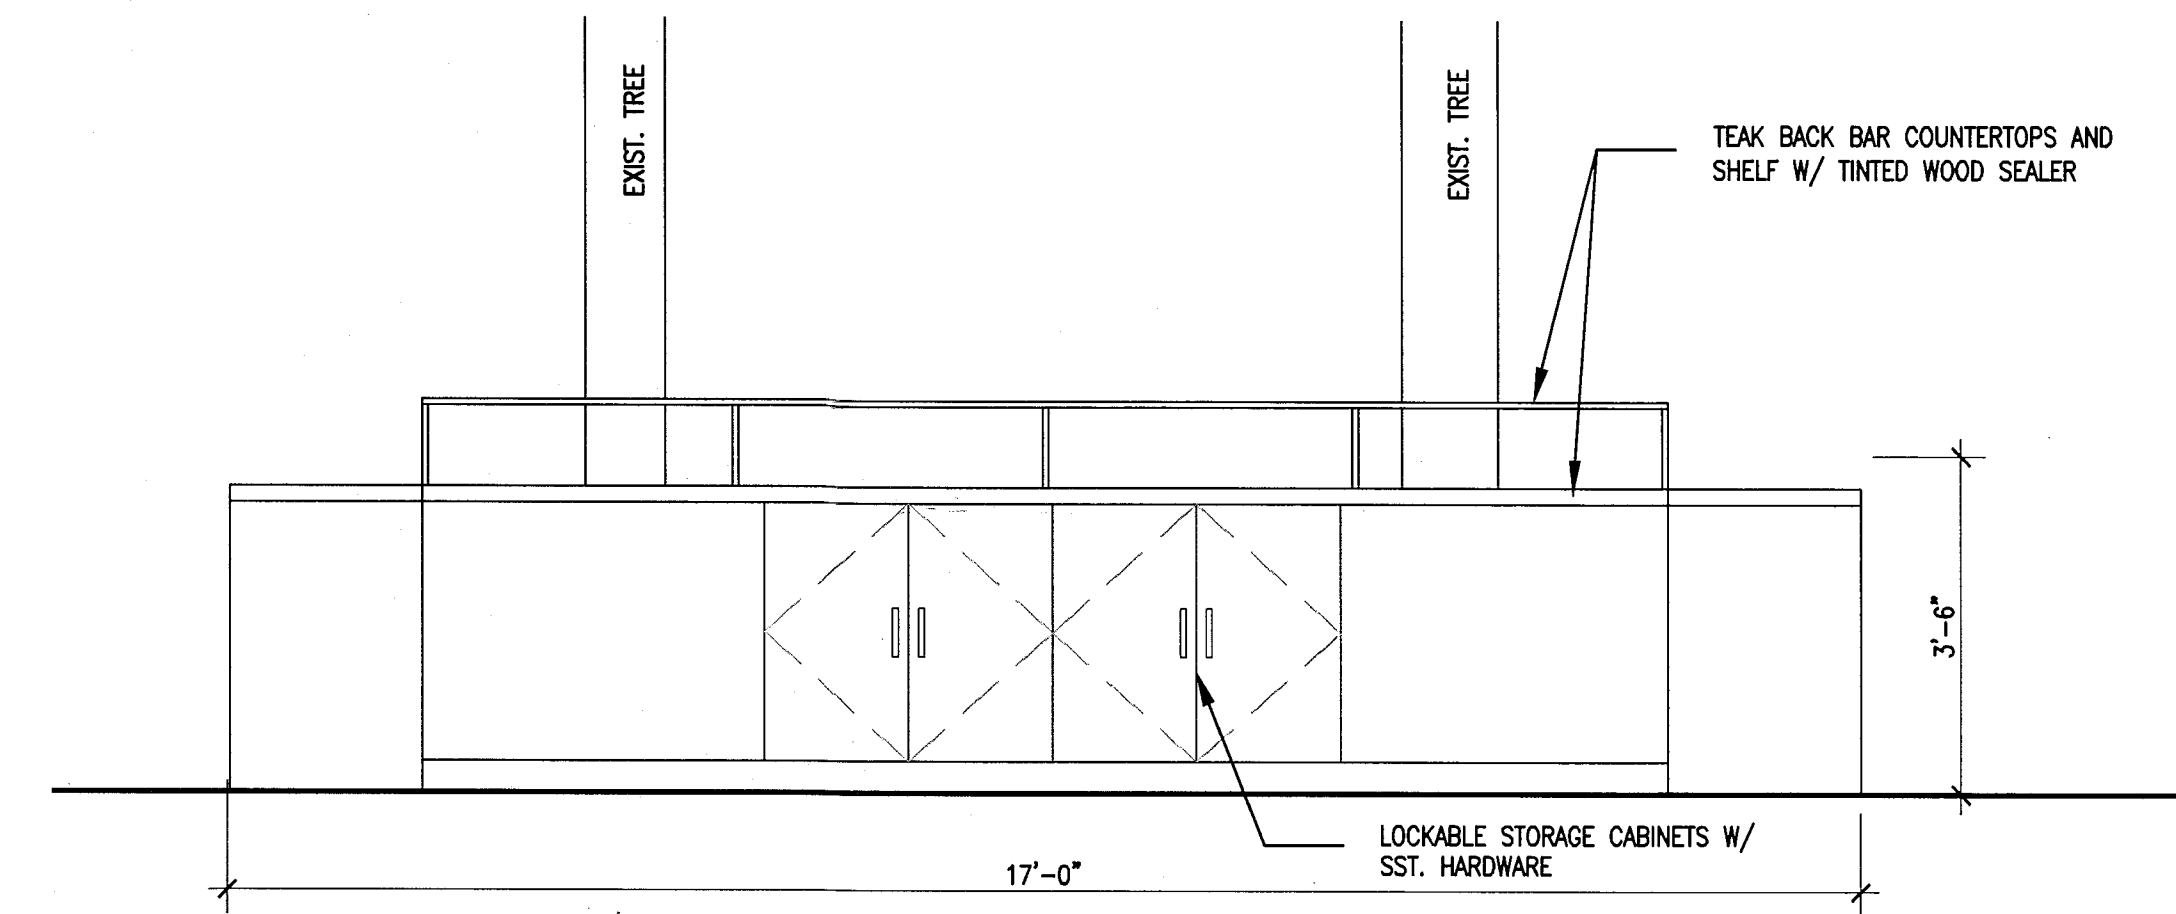 EXIST. TREE
EXIST. TREE
TEAK BACK BAR COUNTERTOPS AND
SHELF W/ TINTED WOOD SEALER
3'-6"
LOCKABLE STORAGE CABINETS W/
SST. HARDWARE
17'-0"